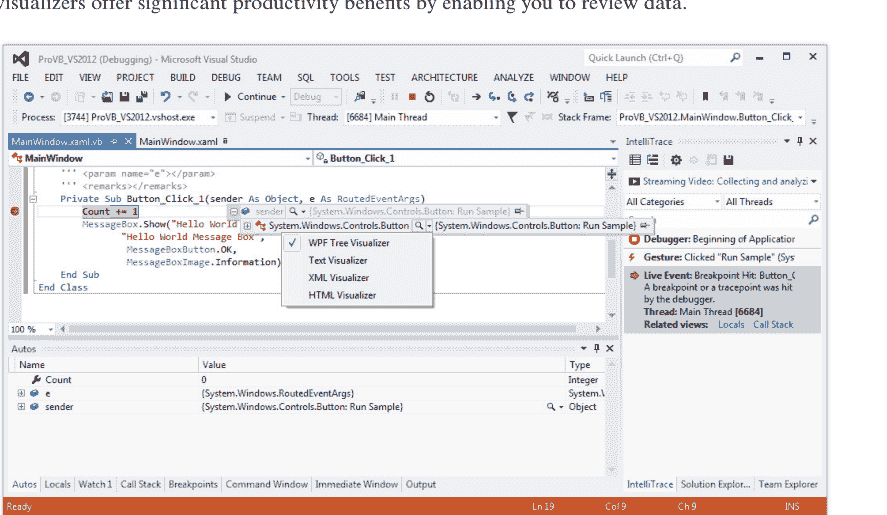 visualizers offer significant productivity benefits by enabling you to review data.
ProVB_VS2012 (Debugging) - Microsoft Visual Studio
Quick Launch (Ctrl+Q)
FILE EDIT VIEW PROJECT BUILD DEBUG TEAM SQL TOOLS TEST ARCHITECTURE ANALYZE WINDOW HELP
Continue Debug
Process: [3744] ProVB_VS2012.vshost.exe Suspend Thread: [6684] Main Thread Stack Frame: ProVB_VS2012.MainWindow.Button_Click_
MainWindow.xaml.vb MainWindow.xaml
MainWindow Button_Click_1
''' <param name="e"></param>
''' <remarks></remarks>
Private Sub Button_Click_1(sender As Object, e As RoutedEventArgs)
Count += 1 sender {System.Windows.Controls.Button: Run Sample}
MessageBox.Show("Hello World System.Windows.Controls.Button {System.Windows.Controls.Button: Run Sample}
"Hello World Message Box",
MessageBoxButton.OK,
MessageBoxImage.Information)
End Sub
End Class
WPF Tree Visualizer
Text Visualizer
XML Visualizer
HTML Visualizer
100 %
IntelliTrace
Streaming Video: Collecting and analyzi
All Categories All Threads
Debugger: Beginning of Application
Gesture: Clicked "Run Sample" (Sys
Live Event: Breakpoint Hit: Button_C
A breakpoint or a tracepoint was hit
by the debugger.
Thread: Main Thread [6684]
Related views: Locals Call Stack
Autos
Name Value Type
Count 0 Integer
e {System.Windows.RoutedEventArgs} System.\
sender {System.Windows.Controls.Button: Run Sample} Object
Autos Locals Watch 1 Call Stack Breakpoints Command Window Immediate Window Output
IntelliTrace Solution Explor... Team Explorer
Ready Ln 19 Col 9 Ch 9 INS